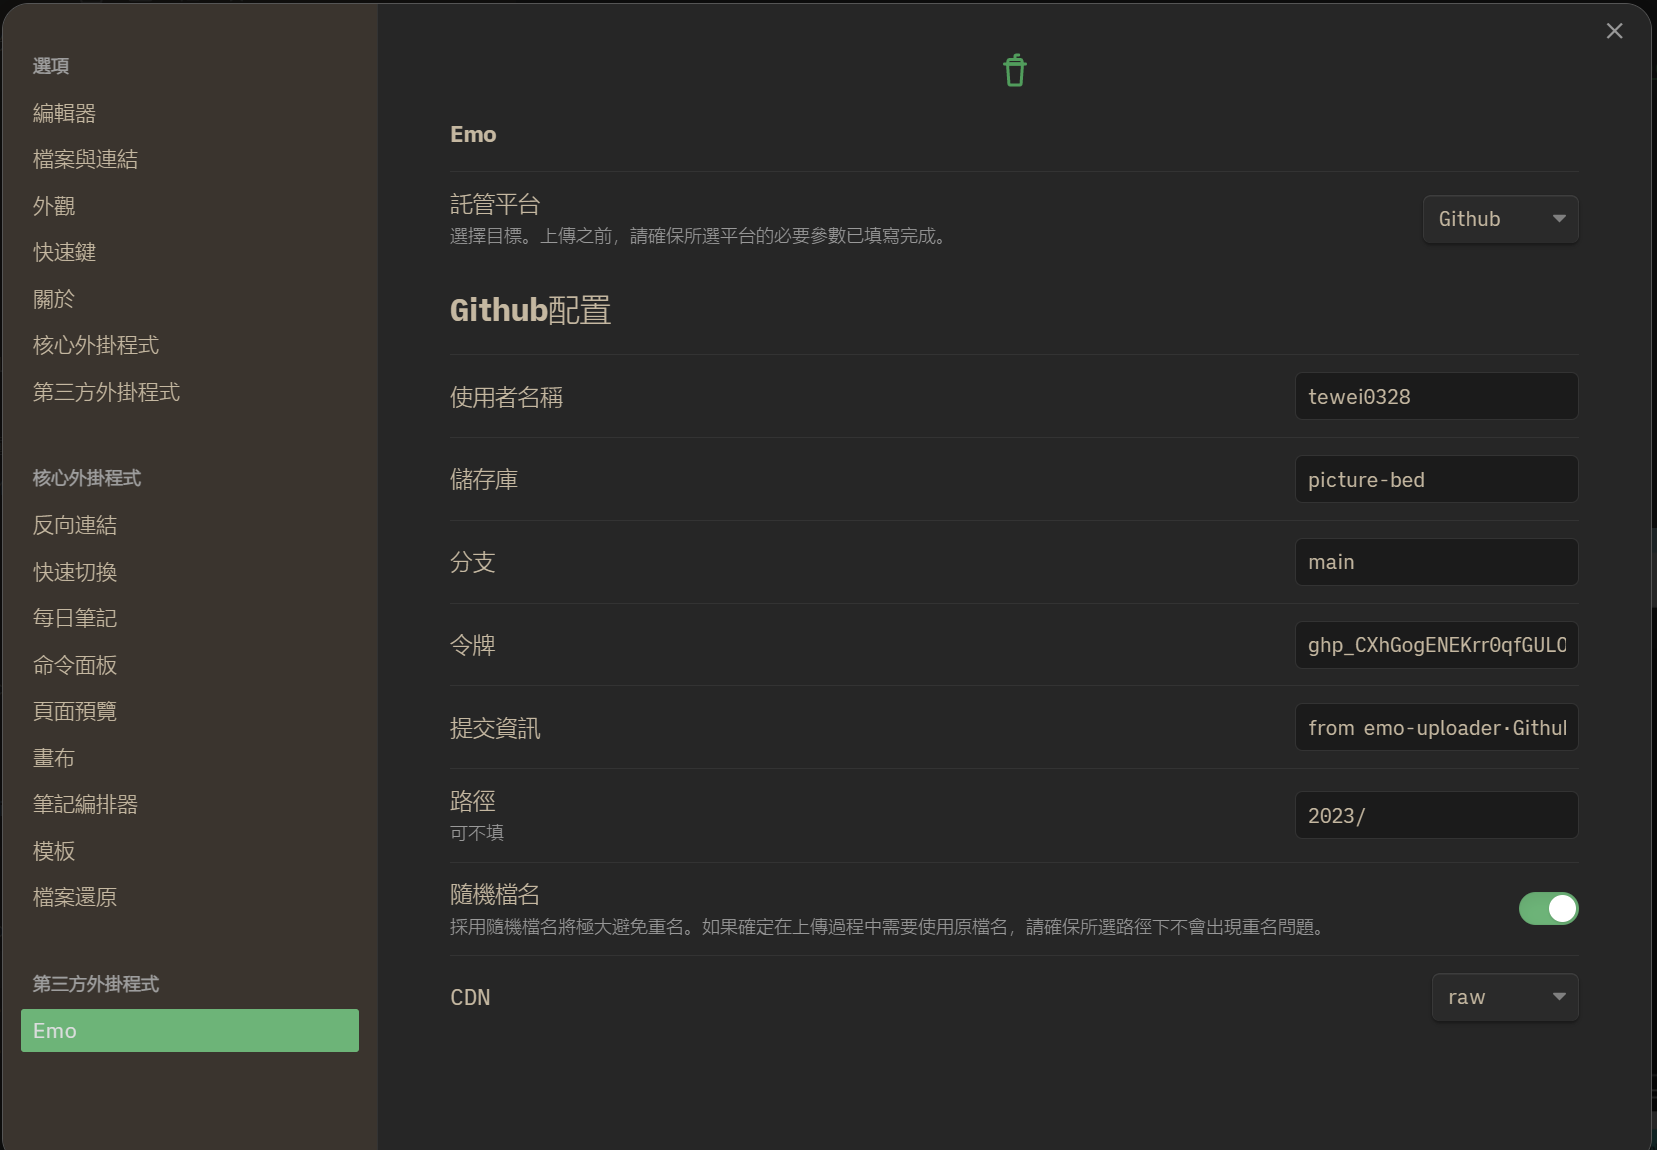 選項
編輯器
檔案與連結
外觀
快速鍵
關於
核心外掛程式
第三方外掛程式
核心外掛程式
反向連結
快速切換
每日筆記
命令面板
頁面預覽
畫布
筆記編排器
模板
檔案還原
第三方外掛程式
Emo
Emo
託管平台
Github
選擇目標。上傳之前，請確保所選平台的必要參數已填寫完成。
Github配置
使用者名稱
tewei0328
儲存庫
picture-bed
分支
main
令牌
ghp_CXhGogENEKrr0qfGUL
提交資訊
from emo-uploader·Githu
路徑
2023/
可不填
隨機檔名
採用隨機檔名將極大避免重名。如果確定在上傳過程中需要使用原檔名，請確保所選路徑下不會出現重名問題。
CDN
raw